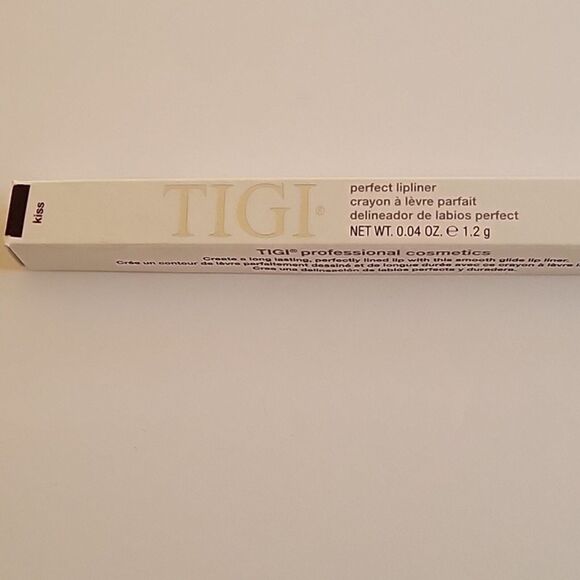 kiss
TIGI®
perfect lipliner
crayon à lèvre parfait
delineador de labios perfect
NET WT. 0.04 OZ. ℮ 1.2 g
TIGI® professional cosmetics
Create a long lasting, perfectly lined lip with this smooth glide lip liner.
Crée un contour de lèvre parfaitement dessiné et de longue durée avec ce crayon à lèvre
Crea una delineación de labios perfecta y duradera.